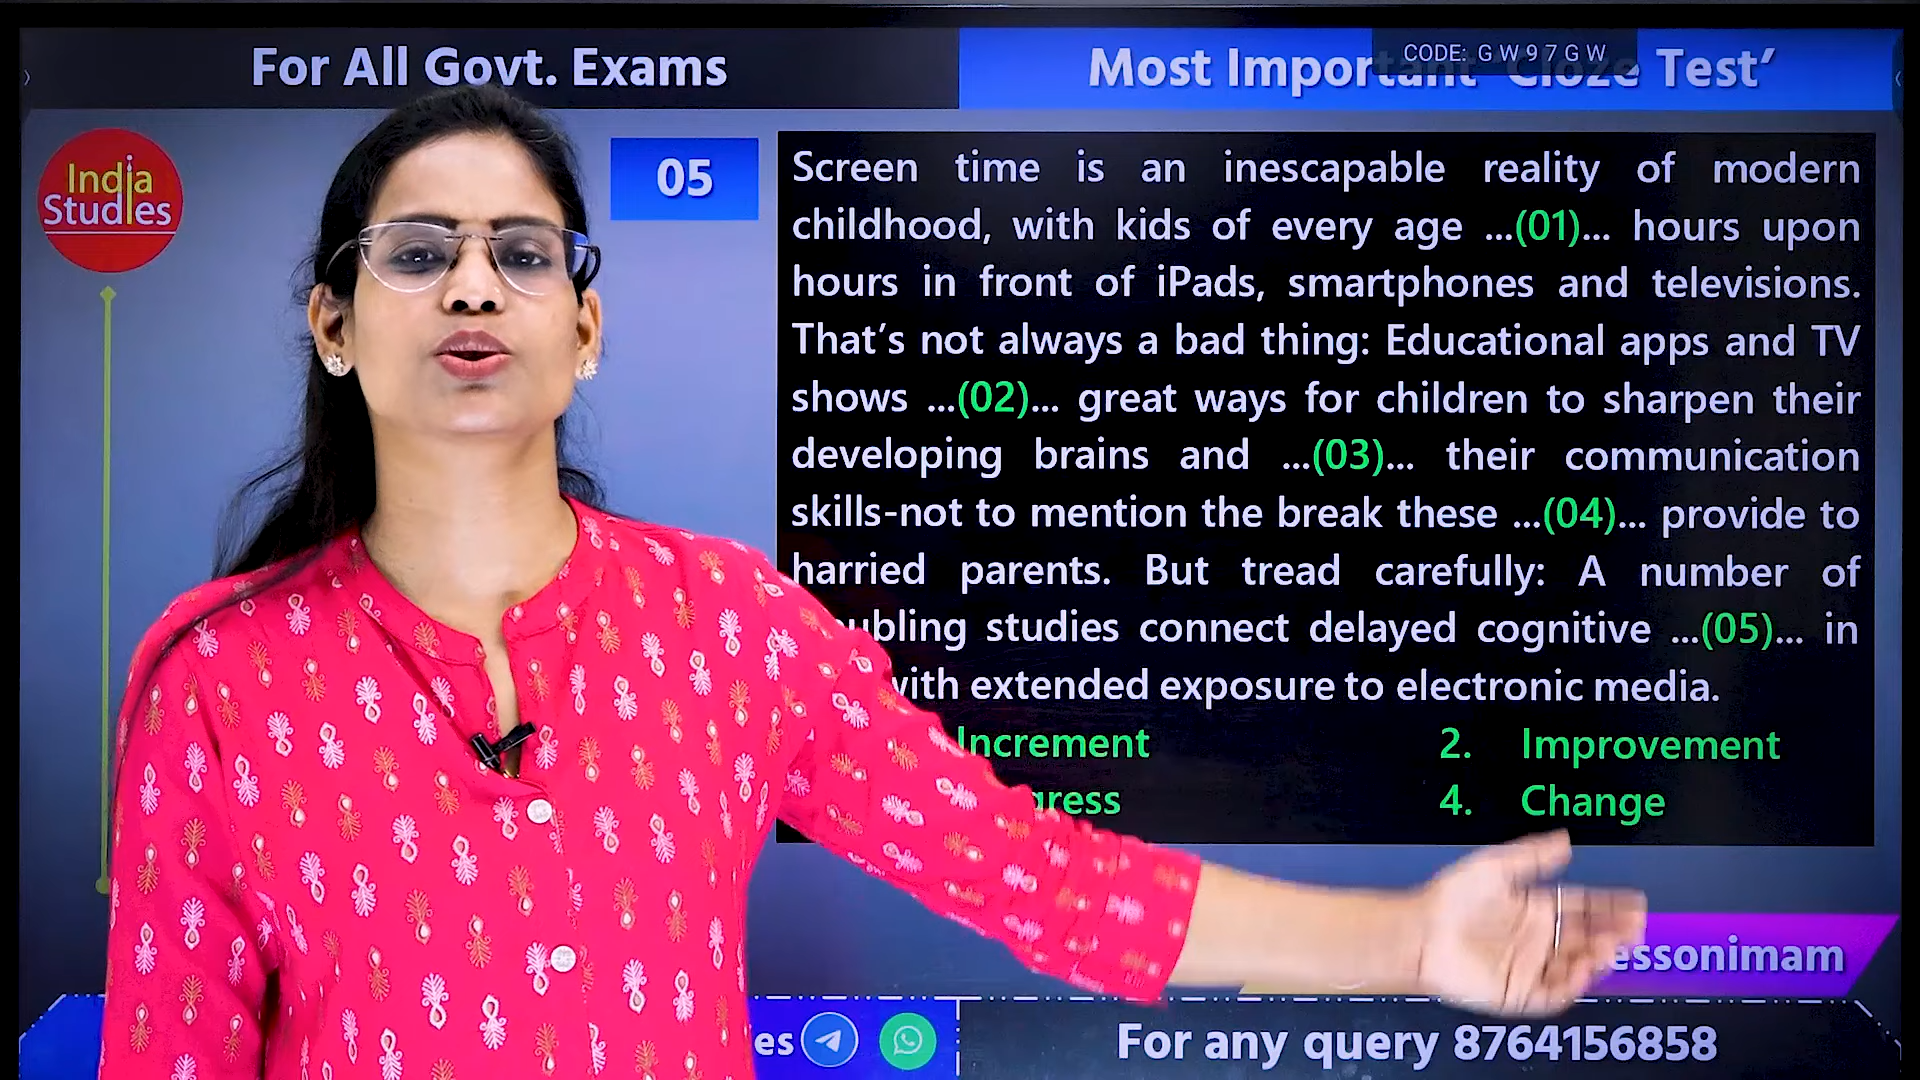 For All Govt. Exams
Most Important 'Cloze Test'
CODE: GW97GW
India
Studies
05
Screen time is an inescapable reality of modern
childhood, with kids of every age ...(01)... hours upon
hours in front of iPads, smartphones and televisions.
That's not always a bad thing: Educational apps and TV
shows ...(02)... great ways for children to sharpen their
developing brains and ...(03)... their communication
skills-not to mention the break these ...(04)... provide to
harried parents. But tread carefully: A number of
studies connect delayed cognitive ...(05)... in
with extended exposure to electronic media.
Increment 2. Improvement
4. Change
For any query 8764156858